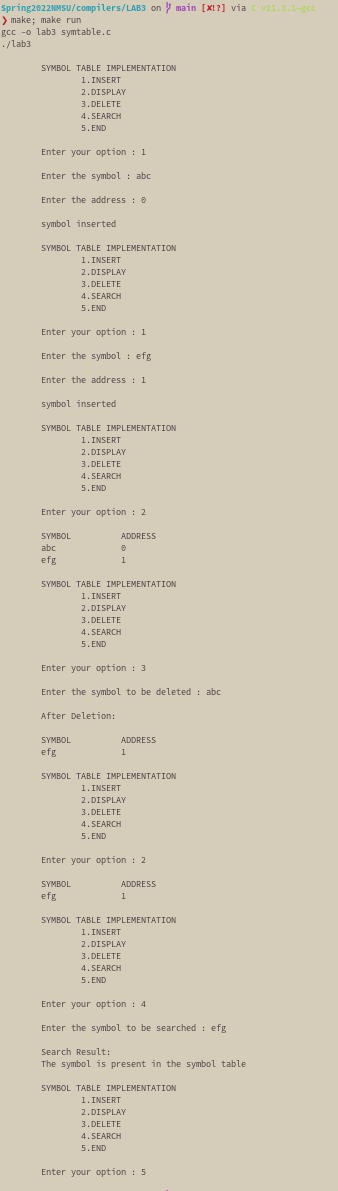 Spring2022NMSU/compilers/LAB3 on main [✘!?] via C v11.2.1-gcc
❯ make; make run
gcc -o lab3 symtable.c
./lab3
SYMBOL TABLE IMPLEMENTATION
1.INSERT
2.DISPLAY
3.DELETE
4.SEARCH
5.END
Enter your option : 1
Enter the symbol : abc
Enter the address : 0
symbol inserted
SYMBOL TABLE IMPLEMENTATION
1.INSERT
2.DISPLAY
3.DELETE
4.SEARCH
5.END
Enter your option : 1
Enter the symbol : efg
Enter the address : 1
symbol inserted
SYMBOL TABLE IMPLEMENTATION
1.INSERT
2.DISPLAY
3.DELETE
4.SEARCH
5.END
Enter your option : 2
SYMBOL ADDRESS
abc 0
efg 1
SYMBOL TABLE IMPLEMENTATION
1.INSERT
2.DISPLAY
3.DELETE
4.SEARCH
5.END
Enter your option : 3
Enter the symbol to be deleted : abc
After Deletion:
SYMBOL ADDRESS
efg 1
SYMBOL TABLE IMPLEMENTATION
1.INSERT
2.DISPLAY
3.DELETE
4.SEARCH
5.END
Enter your option : 2
SYMBOL ADDRESS
efg 1
SYMBOL TABLE IMPLEMENTATION
1.INSERT
2.DISPLAY
3.DELETE
4.SEARCH
5.END
Enter your option : 4
Enter the symbol to be searched : efg
Search Result:
The symbol is present in the symbol table
SYMBOL TABLE IMPLEMENTATION
1.INSERT
2.DISPLAY
3.DELETE
4.SEARCH
5.END
Enter your option : 5